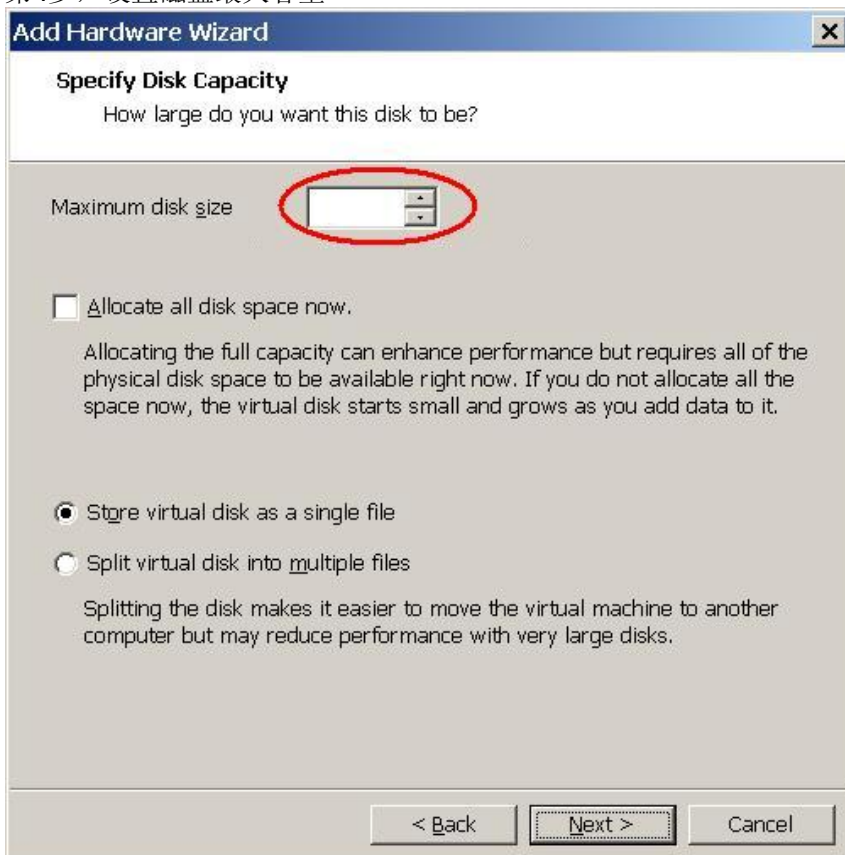 Add Hardware Wizard
Specify Disk Capacity
How large do you want this disk to be?
Maximum disk size
Allocate all disk space now.
Allocating the full capacity can enhance performance but requires all of the
physical disk space to be available right now. If you do not allocate all the
space now, the virtual disk starts small and grows as you add data to it.
Store virtual disk as a single file
Split virtual disk into multiple files
Splitting the disk makes it easier to move the virtual machine to another
computer but may reduce performance with very large disks.
< Back
Next >
Cancel